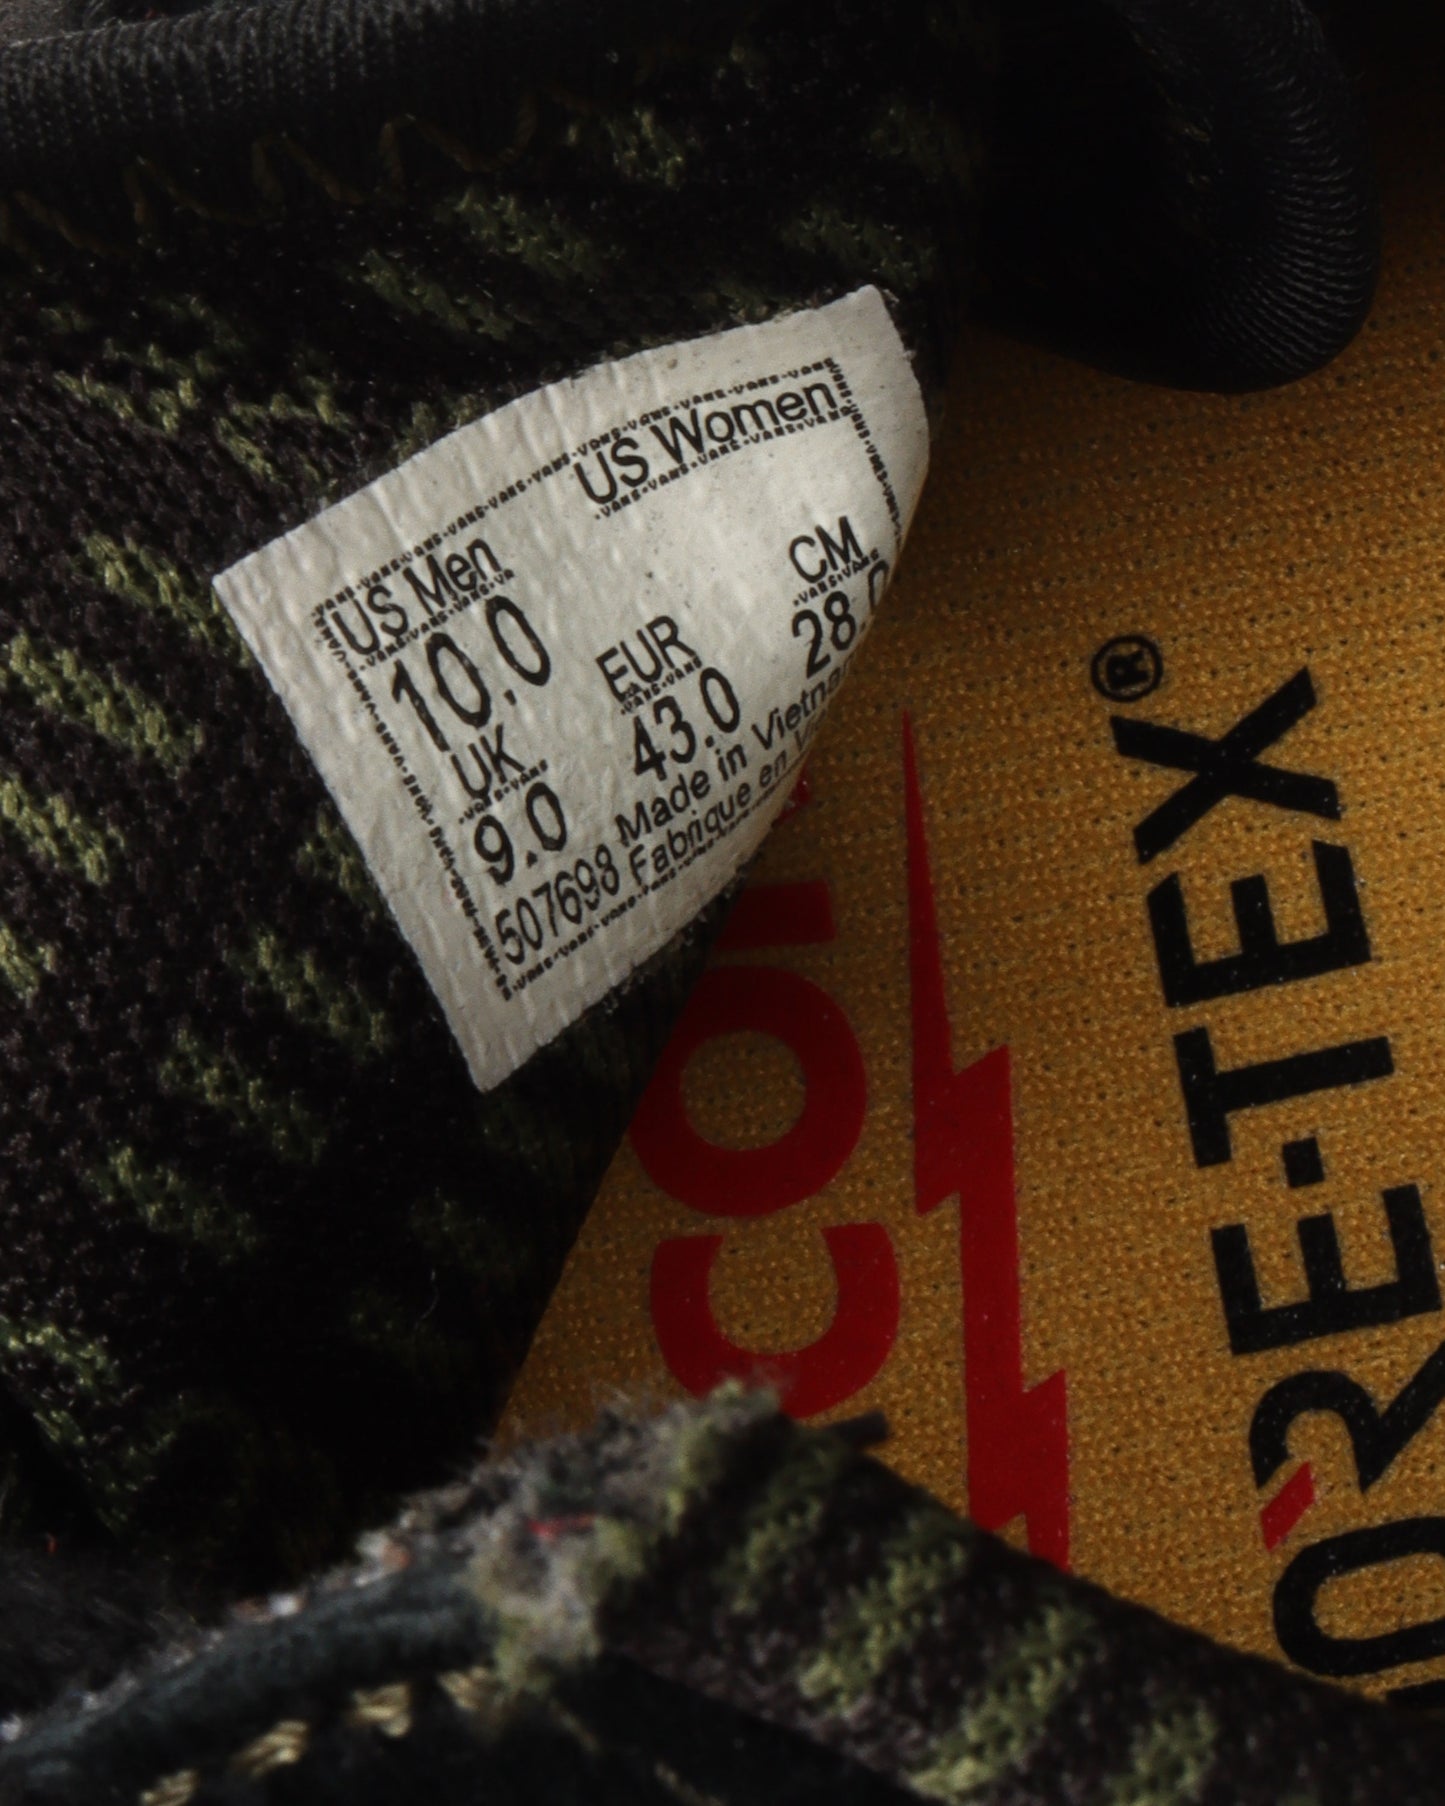 US Women
US Men
CM
10.0
EUR
28.0
UK
43.0
9.0
Made in
507698 Fabrique en
GORE-TEX®